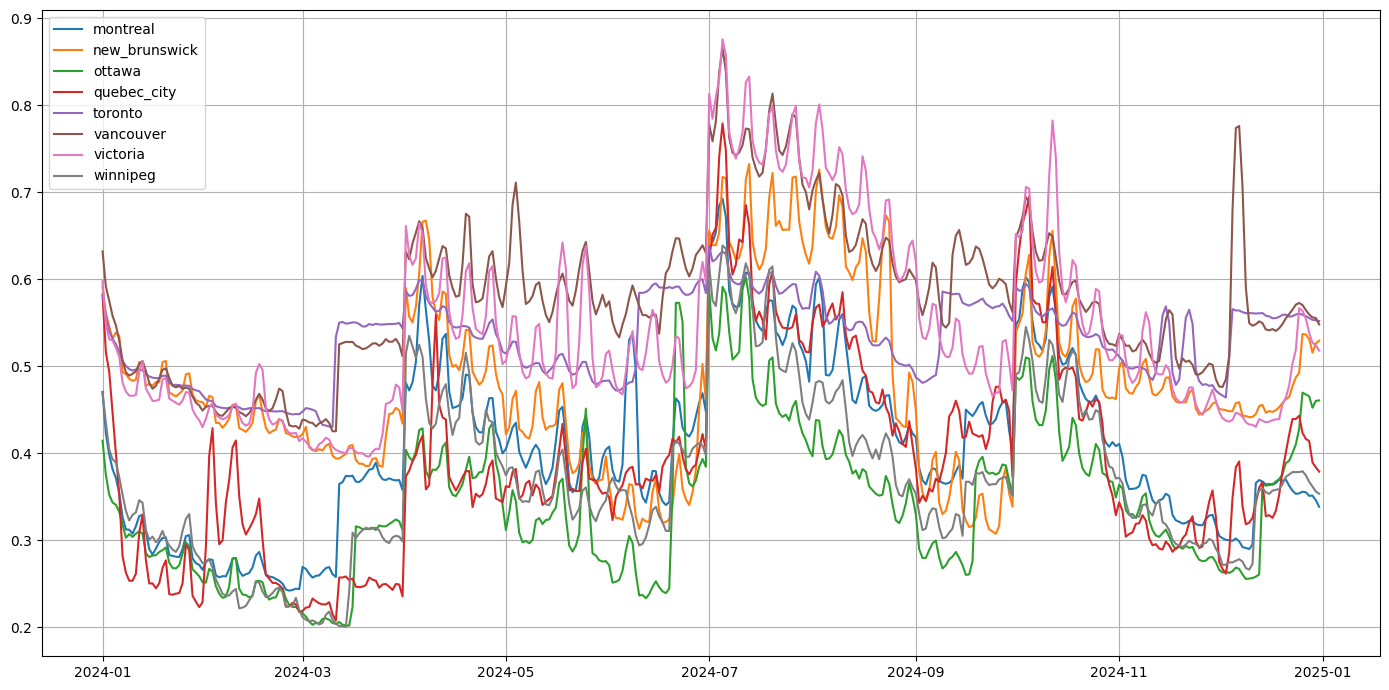 0.9
0.8
0.7
0.6
0.5
0.4
0.3
0.2
montreal
new_brunswick
ottawa
quebec_city
toronto
vancouver
victoria
winnipeg
2024-01 2024-03 2024-05 2024-07 2024-09 2024-11 2025-01